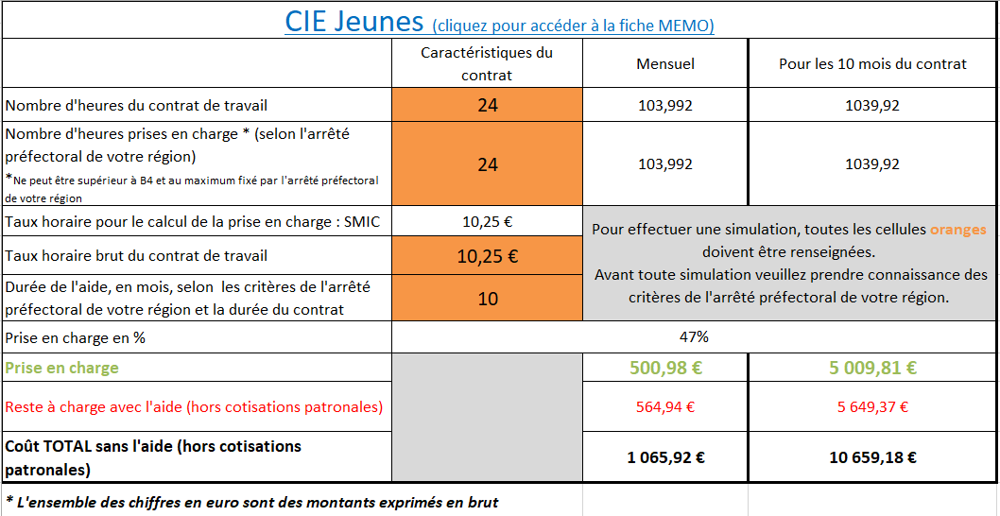 CIE Jeunes (cliquez pour accéder à la fiche MEMO)
Caractéristiques du
contrat
Mensuel
Pour les 10 mois du contrat
Nombre d'heures du contrat de travail
24
103,992
1039,92
Nombre d'heures prises en charge * (selon l'arrêté
préfectoral de votre région)
*Ne peut être supérieur à B4 et au maximum fixé par l'arrêté préfectoral
de votre région
24
103,992
1039,92
Taux horaire pour le calcul de la prise en charge : SMIC
10,25 €
Pour effectuer une simulation, toutes les cellules oranges
doivent être renseignées.
Avant toute simulation veuillez prendre connaissance des
critères de l'arrêté préfectoral de votre région.
Taux horaire brut du contrat de travail
10,25 €
Durée de l'aide, en mois, selon les critères de l'arrêté
préfectoral de votre région et la durée du contrat
10
Prise en charge en %
47%
Prise en charge
500,98 €
5 009,81 €
Reste à charge avec l'aide (hors cotisations patronales)
564,94 €
5 649,37 €
Coût TOTAL sans l'aide (hors cotisations
patronales)
1 065,92 €
10 659,18 €
* L'ensemble des chiffres en euro sont des montants exprimés en brut